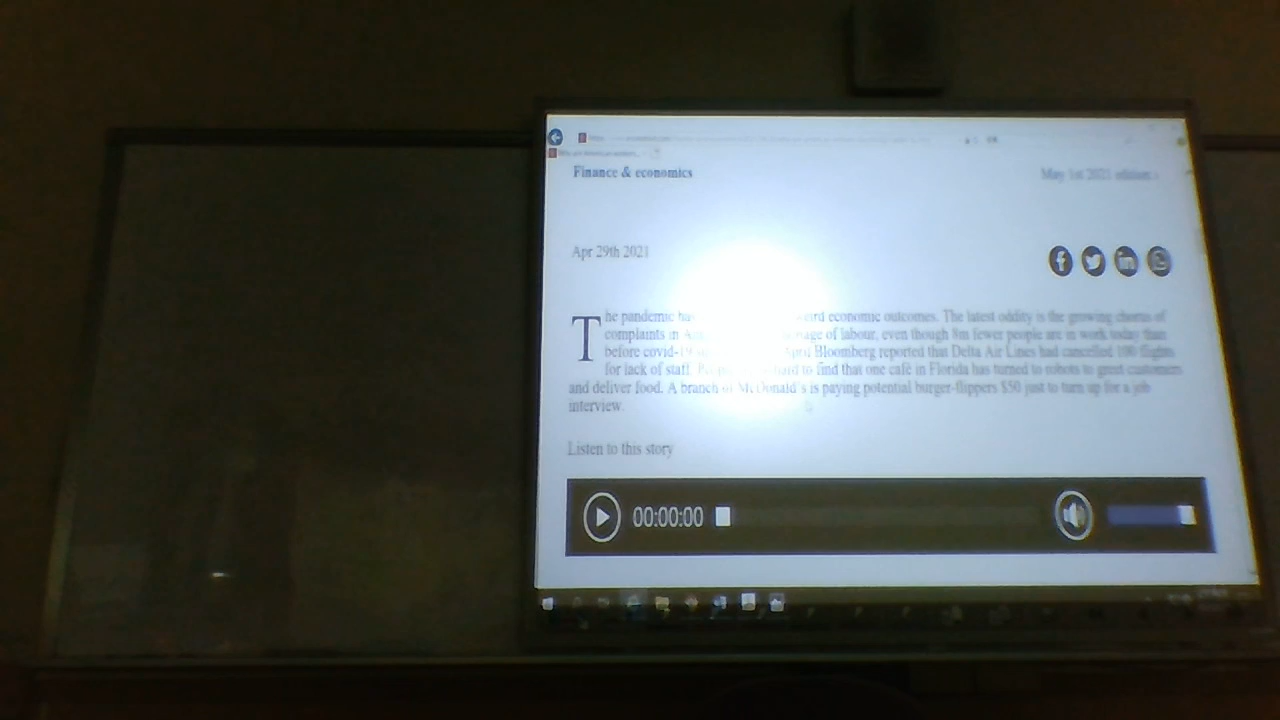 Finance & economics
May 1st 2021 edition
Apr 29th 2021
The pandemic has economic outcomes. The latest oddity is the growing chorus of
complaints in of labour, even though 8m fewer people are in work today than
before covid-19 April Bloomberg reported that Delta Air Lines had cancelled 100 flights
for lack of staff. hard to find that one café in Florida has turned to robots to greet customers
and deliver food. A branch of McDonald's is paying potential burger-flippers $50 just to turn up for a job
interview.
Listen to this story
00:00:00